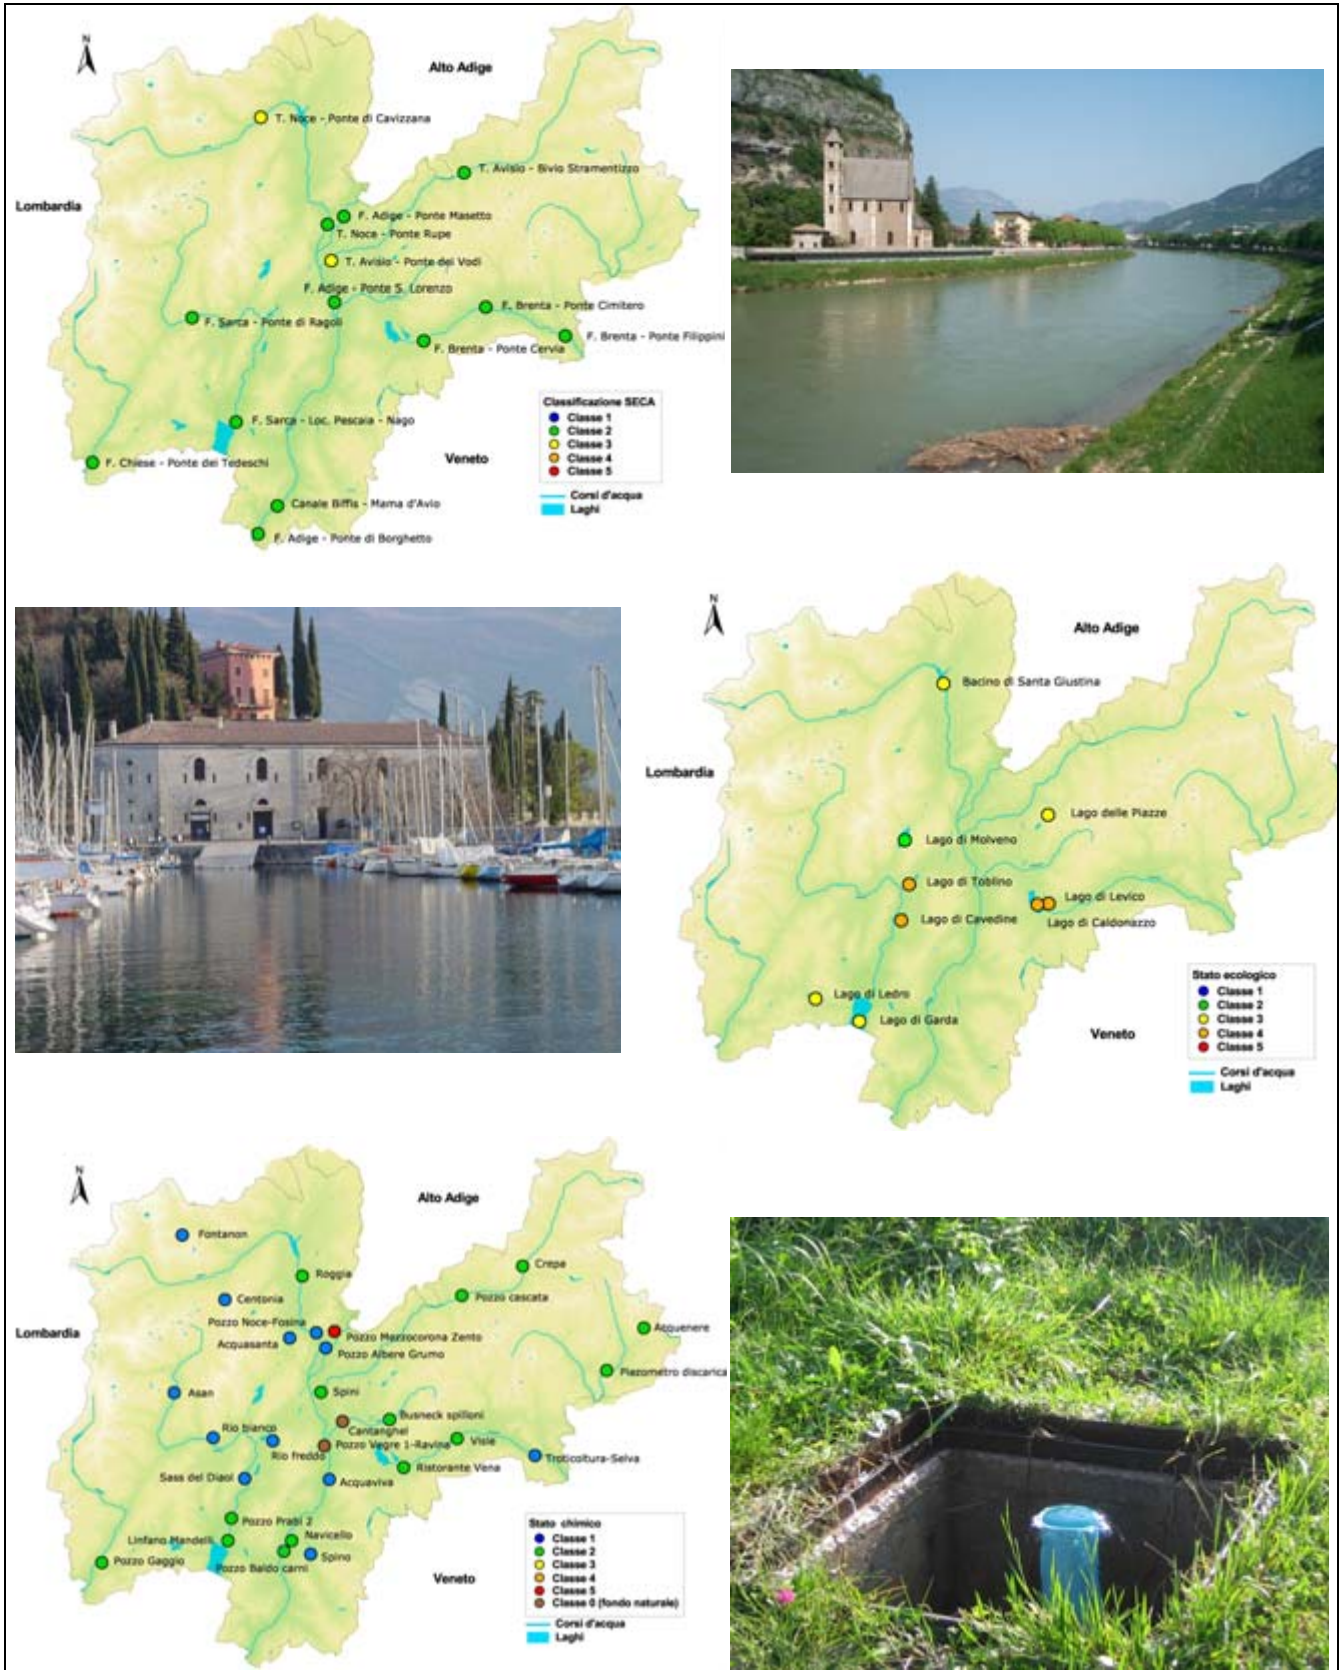 N
Alto Adige
T. Noce - Ponte di Cavizzana
T. Avisio - Bivio Stramentizzo
Lombardia
F. Adige - Ponte Masetto
T. Noce - Ponte Rupe
T. Avisio - Ponte dei Vodi
F. Adige - Ponte S. Lorenzo
F. Brenta - Ponte Cimitero
F. Sarca - Ponte di Ragoli
F. Brenta - Ponte Filippini
F. Brenta - Ponte Cervia
Classificazione SECA
Classe 1
Classe 2
Classe 3
Classe 4
Classe 5
Corsi d'acqua
Laghi
F. Sarca - Loc. Pescaia - Nago
Veneto
F. Chiese - Ponte dei Tedeschi
Canale Biffis - Mama d'Avio
F. Adige - Ponte di Borghetto
N
Alto Adige
Bacino di Santa Giustina
Lombardia
Lago delle Piazze
Lago di Molveno
Lago di Toblino
Lago di Levico
Lago di Cavedine
Lago di Caldonazzo
Lago di Ledro
Lago di Garda
Veneto
Stato ecologico
Classe 1
Classe 2
Classe 3
Classe 4
Classe 5
Corsi d'acqua
Laghi
N
Alto Adige
Fontanon
Crepa
Roggia
Centonia
Pozzo cascata
Pozzo Noce-Fosina
Lombardia
Acquasanta
Pozzo Mezzocorona Zento
Acquenere
Pozzo Albere Grumo
Piezometro discarica
Asan
Spini
Busneck spilloni
Cantanghel
Rio bianco
Rio freddo
Pozzo Vegre 1-Ravina
Visle
Troticoltura-Selva
Ristorante Vena
Sass del Diaol
Acquaviva
Pozzo Prabi 2
Linfano Mandelli
Navicello
Spino
Pozzo Gaggio
Pozzo Baldo carni
Veneto
Stato chimico
Classe 1
Classe 2
Classe 3
Classe 4
Classe 5
Classe 0 (fondo naturale)
Corsi d'acqua
Laghi